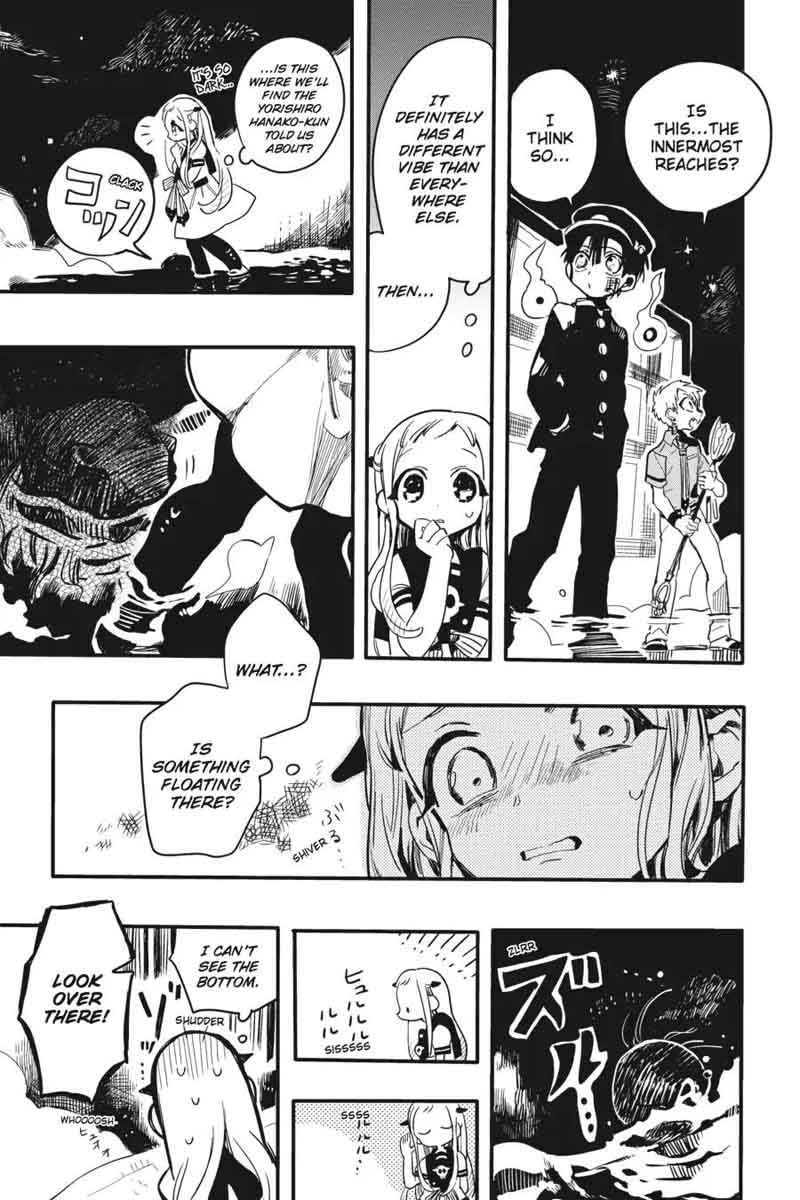 IS
THIS...THE
INNERMOST
REACHES?
I
THINK
SO...
IT
DEFINITELY
HAS A
DIFFERENT
VIBE THAN
EVERY-
WHERE
ELSE.
THEN...
...IS THIS
WHERE WE'LL
FIND THE
YORISHIRO
HANAKO-KUN
TOLD US
ABOUT?
IT'S SO
DARK...
CLACK
コツン
WHAT...?
IS
SOMETHING
FLOATING
THERE?
SHIVER
ぶる
ZLRR
ズル...
ヒュルルルル
SISSSSS
SSSS
I CAN'T
SEE THE
BOTTOM.
SHUDDER
LOOK
OVER
THERE!
WHOOOOSH